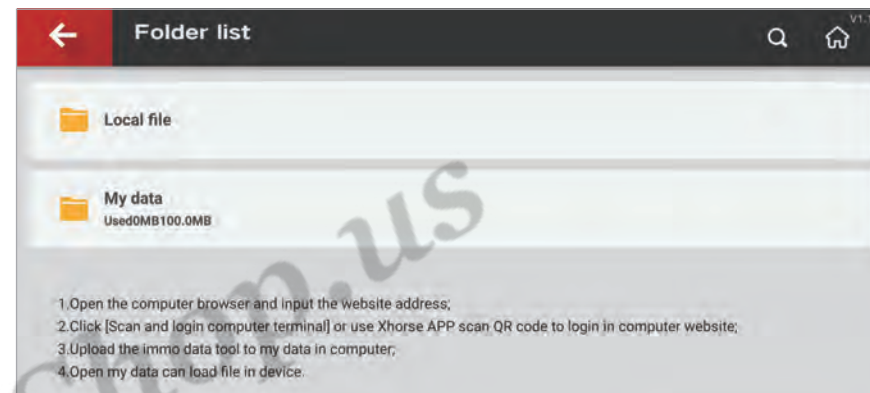 Folder list
V1.1
Local file
My data
Used0MB100.0MB
1.Open the computer browser and input the website address;
2.Click [Scan and login computer terminal] or use Xhorse APP scan QR code to login in computer website;
3.Upload the immo data tool to my data in computer;
4.Open my data can load file in device.
shop.us